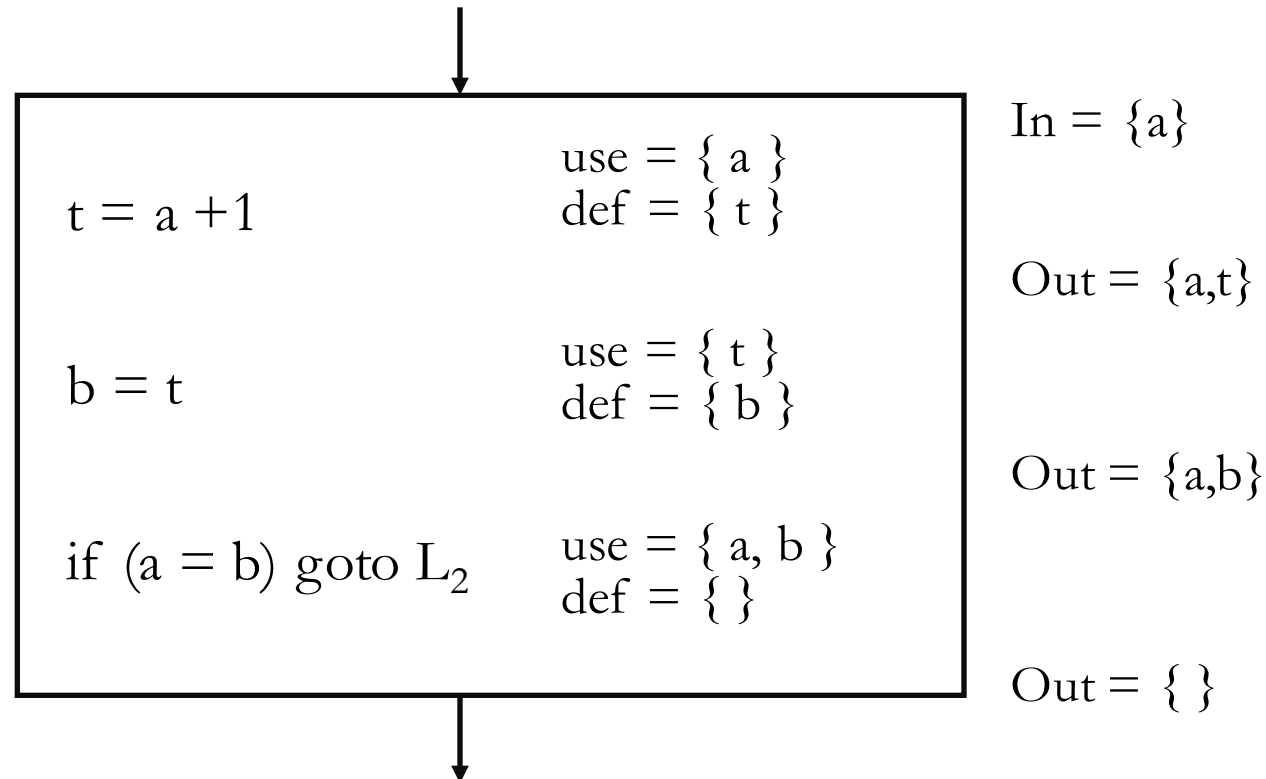 In = {a}
use = { a }
t = a +1
def = { t }
Out = {a,t}
use = { t }
b = t
def = { b }
Out = {a,b}
use = { a, b }
if (a = b) goto L₂
def = { }
Out = { }